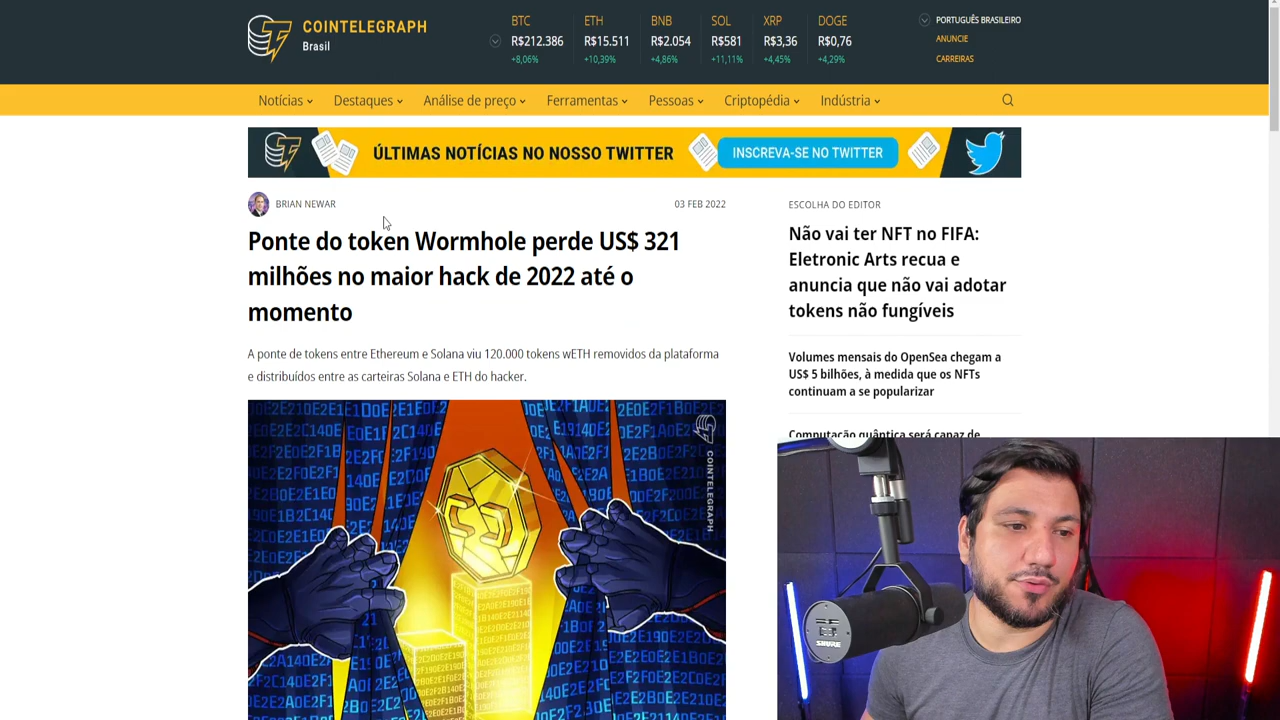 COINTELEGRAPH
Brasil
BTC
R$212.386
+8,06%
ETH
R$15.511
+10,39%
BNB
R$2.054
+4,86%
SOL
R$581
+11,11%
XRP
R$3,36
+4,45%
DOGE
R$0,76
+4,29%
PORTUGUÊS BRASILEIRO
ANUNCIE
CARREIRAS
Notícias
Destaques
Análise de preço
Ferramentas
Pessoas
Criptopédia
Indústria
ÚLTIMAS NOTÍCIAS NO NOSSO TWITTER
INSCREVA-SE NO TWITTER
BRIAN NEWAR
03 FEB 2022
Ponte do token Wormhole perde US$ 321
milhões no maior hack de 2022 até o
momento
A ponte de tokens entre Ethereum e Solana viu 120.000 tokens wETH removidos da plataforma
e distribuídos entre as carteiras Solana e ETH do hacker.
COINTELEGRAPH
ESCOLHA DO EDITOR
Não vai ter NFT no FIFA:
Eletronic Arts recua e
anuncia que não vai adotar
tokens não fungíveis
Volumes mensais do OpenSea chegam a
US$ 5 bilhões, à medida que os NFTs
continuam a se popularizar
Computação quântica será capaz de
SHURE